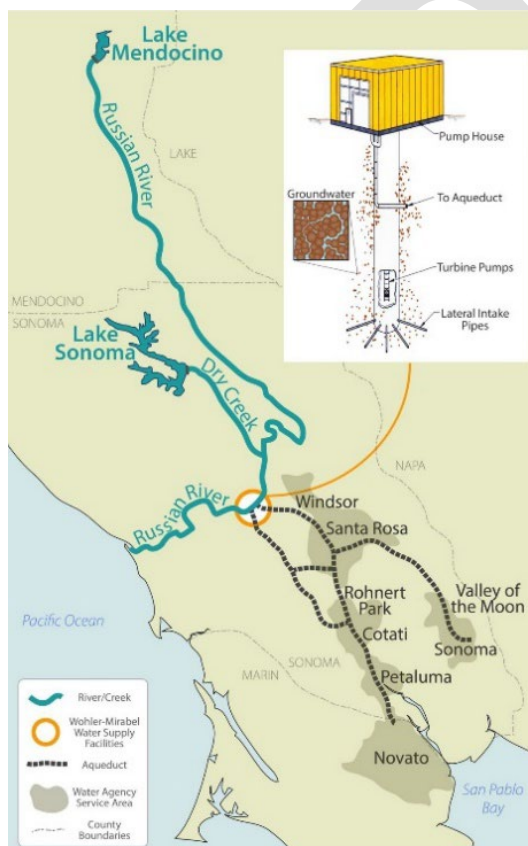 Lake
Mendocino
Russian River
LAKE
Pump House
Groundwater
To Aqueduct
Turbine Pumps
Lateral Intake
Pipes
MENDOCINO
SONOMA
Lake
Sonoma
Dry Creek
NAPA
Russian River
Windsor
Santa Rosa
Valley of
the Moon
Rohnert
Park
Pacific Ocean
Cotati
Sonoma
SONOMA
MARIN
Petaluma
Novato
San Pablo
Bay
River/Creek
Wohler-Mirabel
Water Supply
Facilities
Aqueduct
Water Agency
Service Area
County
Boundaries